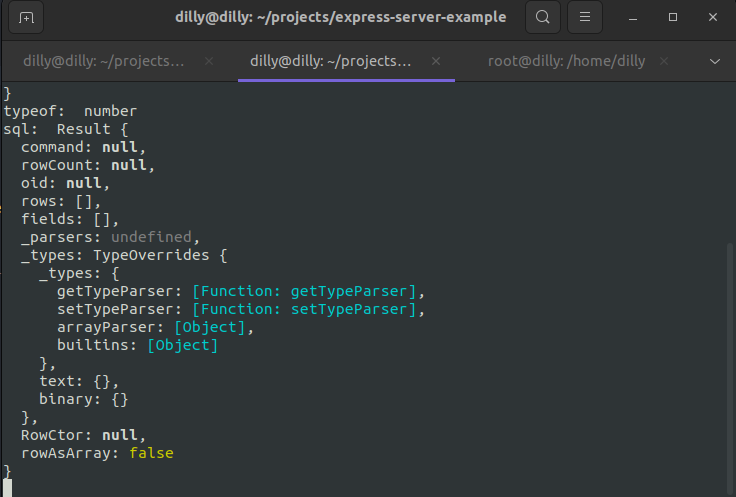 dilly@dilly: ~/projects/express-server-example
dilly@dilly: ~/projects… × dilly@dilly: ~/projects… × root@dilly: /home/dilly ×
}
typeof:  number
sql:  Result {
  command: null,
  rowCount: null,
  oid: null,
  rows: [],
  fields: [],
  _parsers: undefined,
  _types: TypeOverrides {
    _types: {
      getTypeParser: [Function: getTypeParser],
      setTypeParser: [Function: setTypeParser],
      arrayParser: [Object],
      builtins: [Object]
    },
    text: {},
    binary: {}
  },
  RowCtor: null,
  rowAsArray: false
}